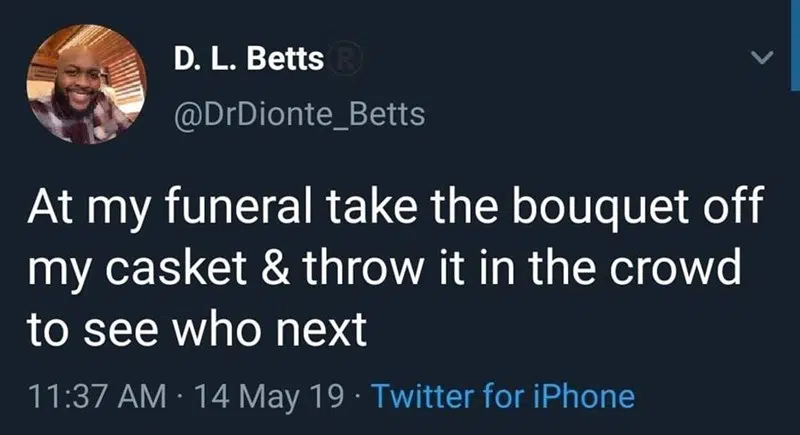 D. L. Betts ®
@DrDionte_Betts
At my funeral take the bouquet off
my casket & throw it in the crowd
to see who next
11:37 AM · 14 May 19 · Twitter for iPhone